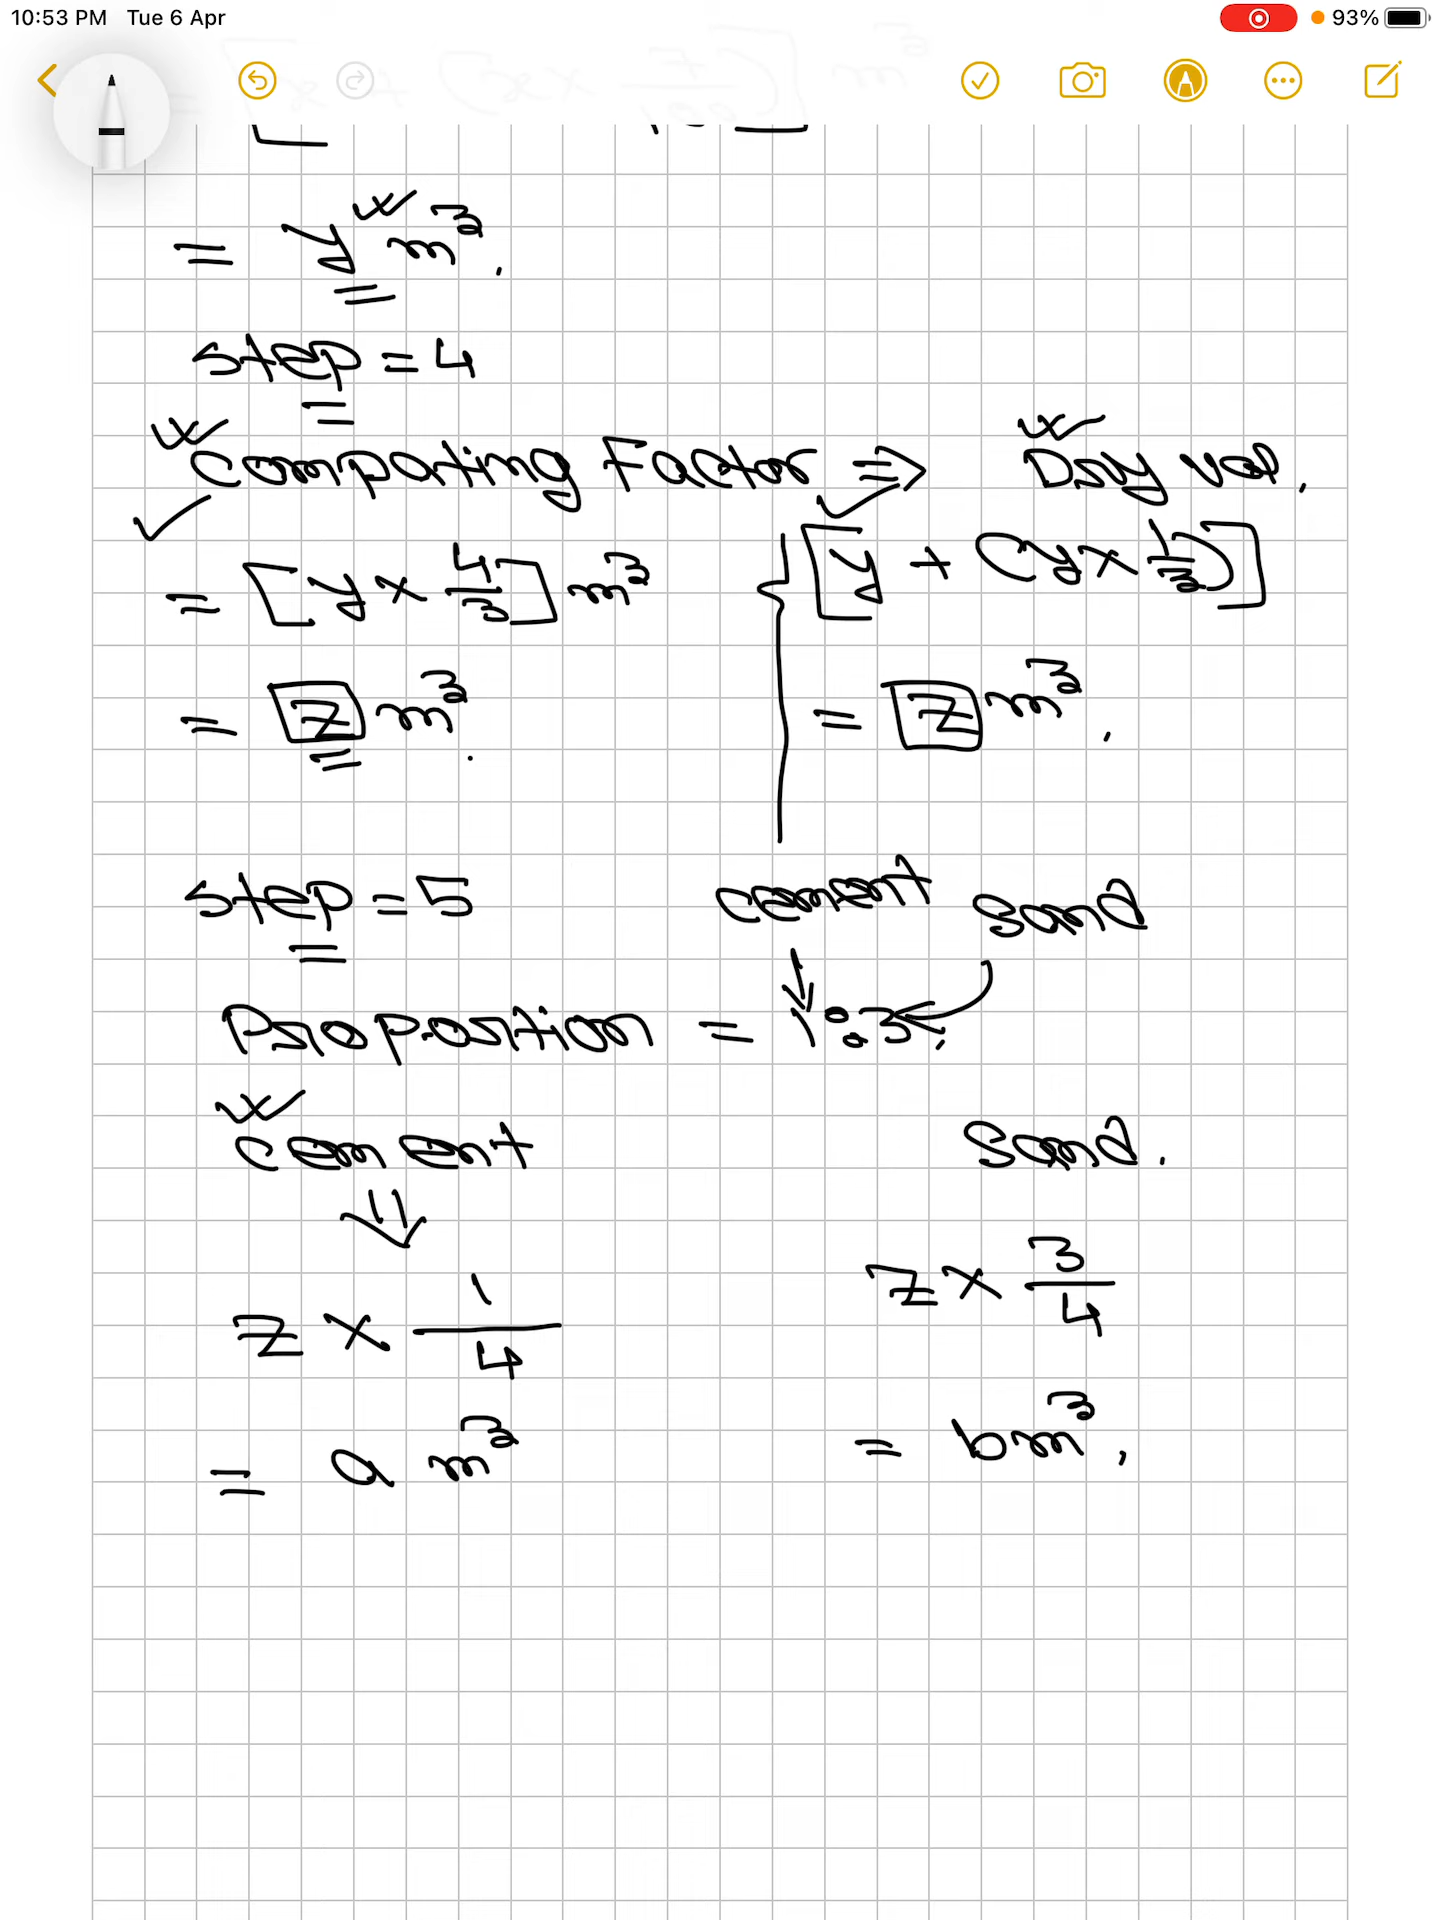 10:53 PM Tue 6 Apr 93%
= y m³.
step = 4
Compating Factor ⇒ Dry vol.
= [y × 4/3] m³ { [y + (y × 1/3)]
= z m³. = z m³.
step = 5 cement sand
Proportion = 1:3.
cement sand.
z × 1/4 z × 3/4
= a m³ = b m³.